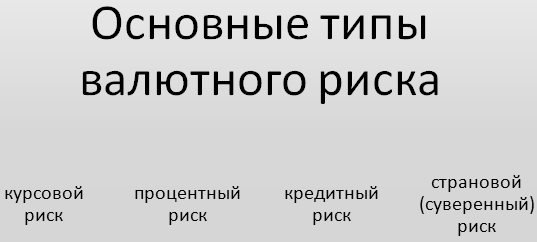 Основные типы
валютного риска
курсовой
риск
процентный
риск
кредитный
риск
страновой
(суверенный)
риск